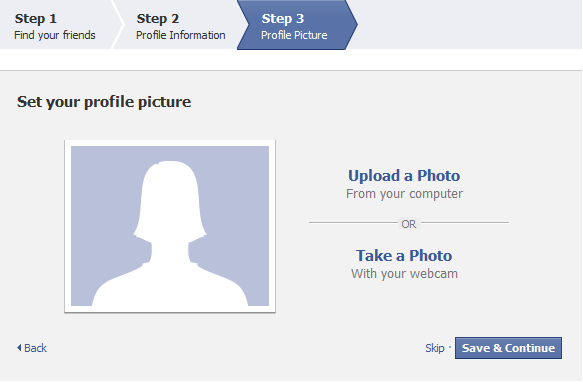 Step 1
Find your friends
Step 2
Profile Information
Step 3
Profile Picture
Set your profile picture
Upload a Photo
From your computer
OR
Take a Photo
With your webcam
Back
Skip · Save & Continue